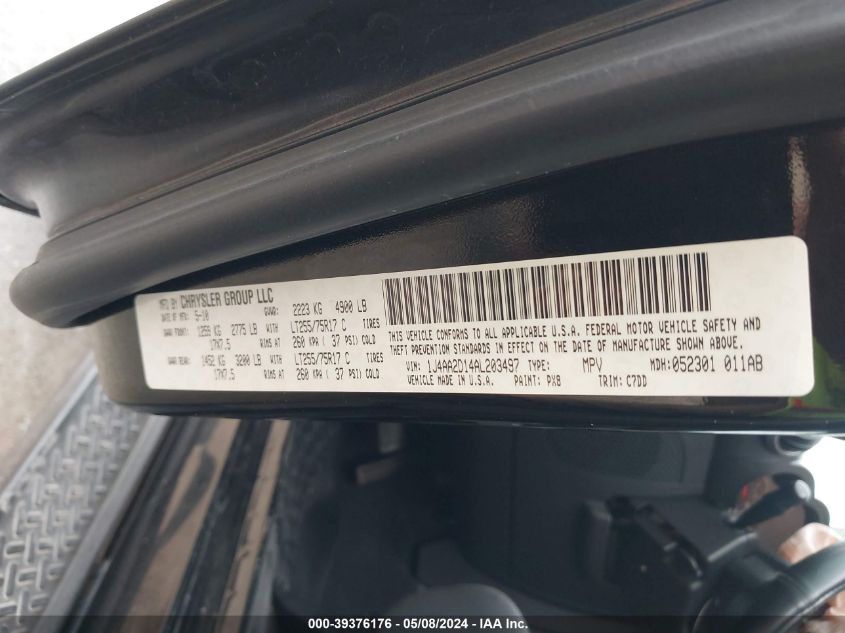 MFD BY CHRYSLER GROUP LLC
DATE OF MFR: 5-10 GVWR: 2223 KG 4900 LB
GAWR FRONT: 1255 KG 2775 LB WITH LT255/75R17 C TIRES
17X7.5 RIMS AT 260 KPA ( 37 PSI) COLD
GAWR REAR: 1452 KG 3200 LB WITH LT255/75R17 C TIRES
17X7.5 RIMS AT 260 KPA ( 37 PSI) COLD
THIS VEHICLE CONFORMS TO ALL APPLICABLE U.S.A. FEDERAL MOTOR VEHICLE SAFETY AND
THEFT PREVENTION STANDARDS IN EFFECT ON THE DATE OF MANUFACTURE SHOWN ABOVE.
VIN: 1J4AA2D14AL203497 TYPE: MPV MDH: 052301 011AB
VEHICLE MADE IN U.S.A. PAINT: PX8 TRIM: C7DD
000-39376176 - 05/08/2024 - IAA Inc.